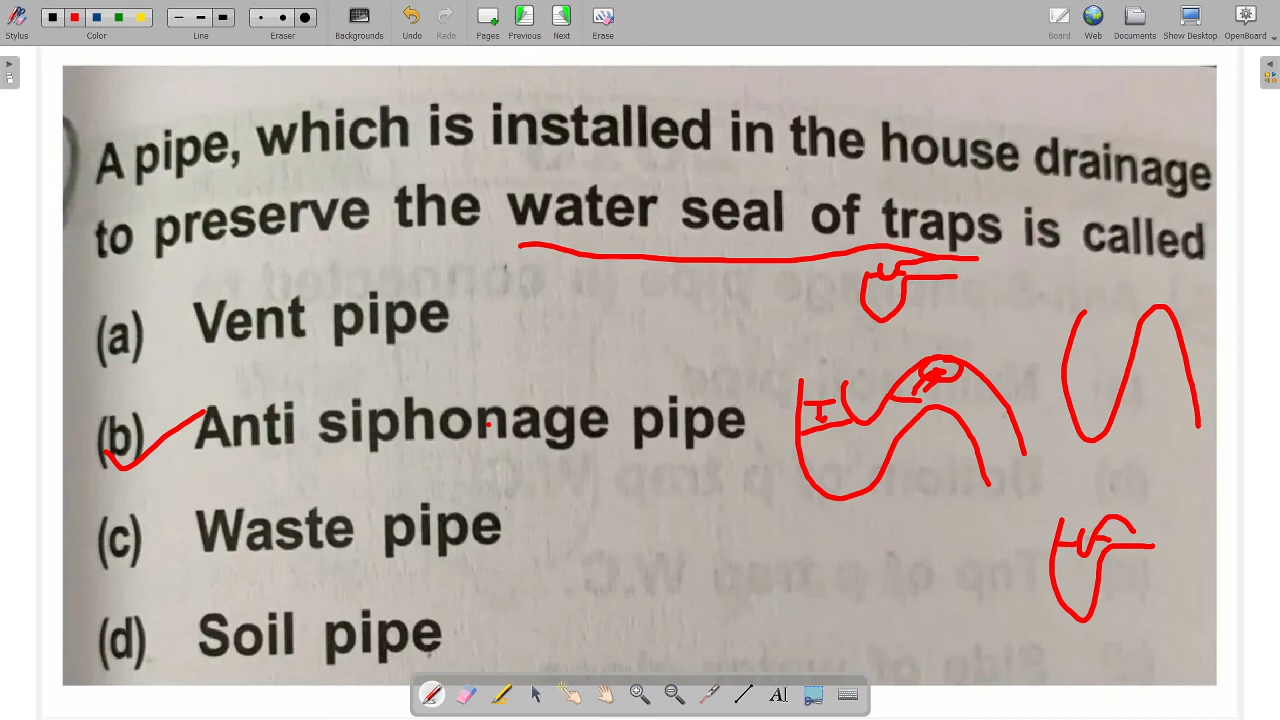 Stylus Color Line Eraser Backgrounds Undo Redo Pages Previous Next Erase Board Web Documents Show Desktop OpenBoard
A pipe, which is installed in the house drainage
to preserve the water seal of traps is called
(a) Vent pipe
(b) Anti siphonage pipe
(c) Waste pipe
(d) Soil pipe